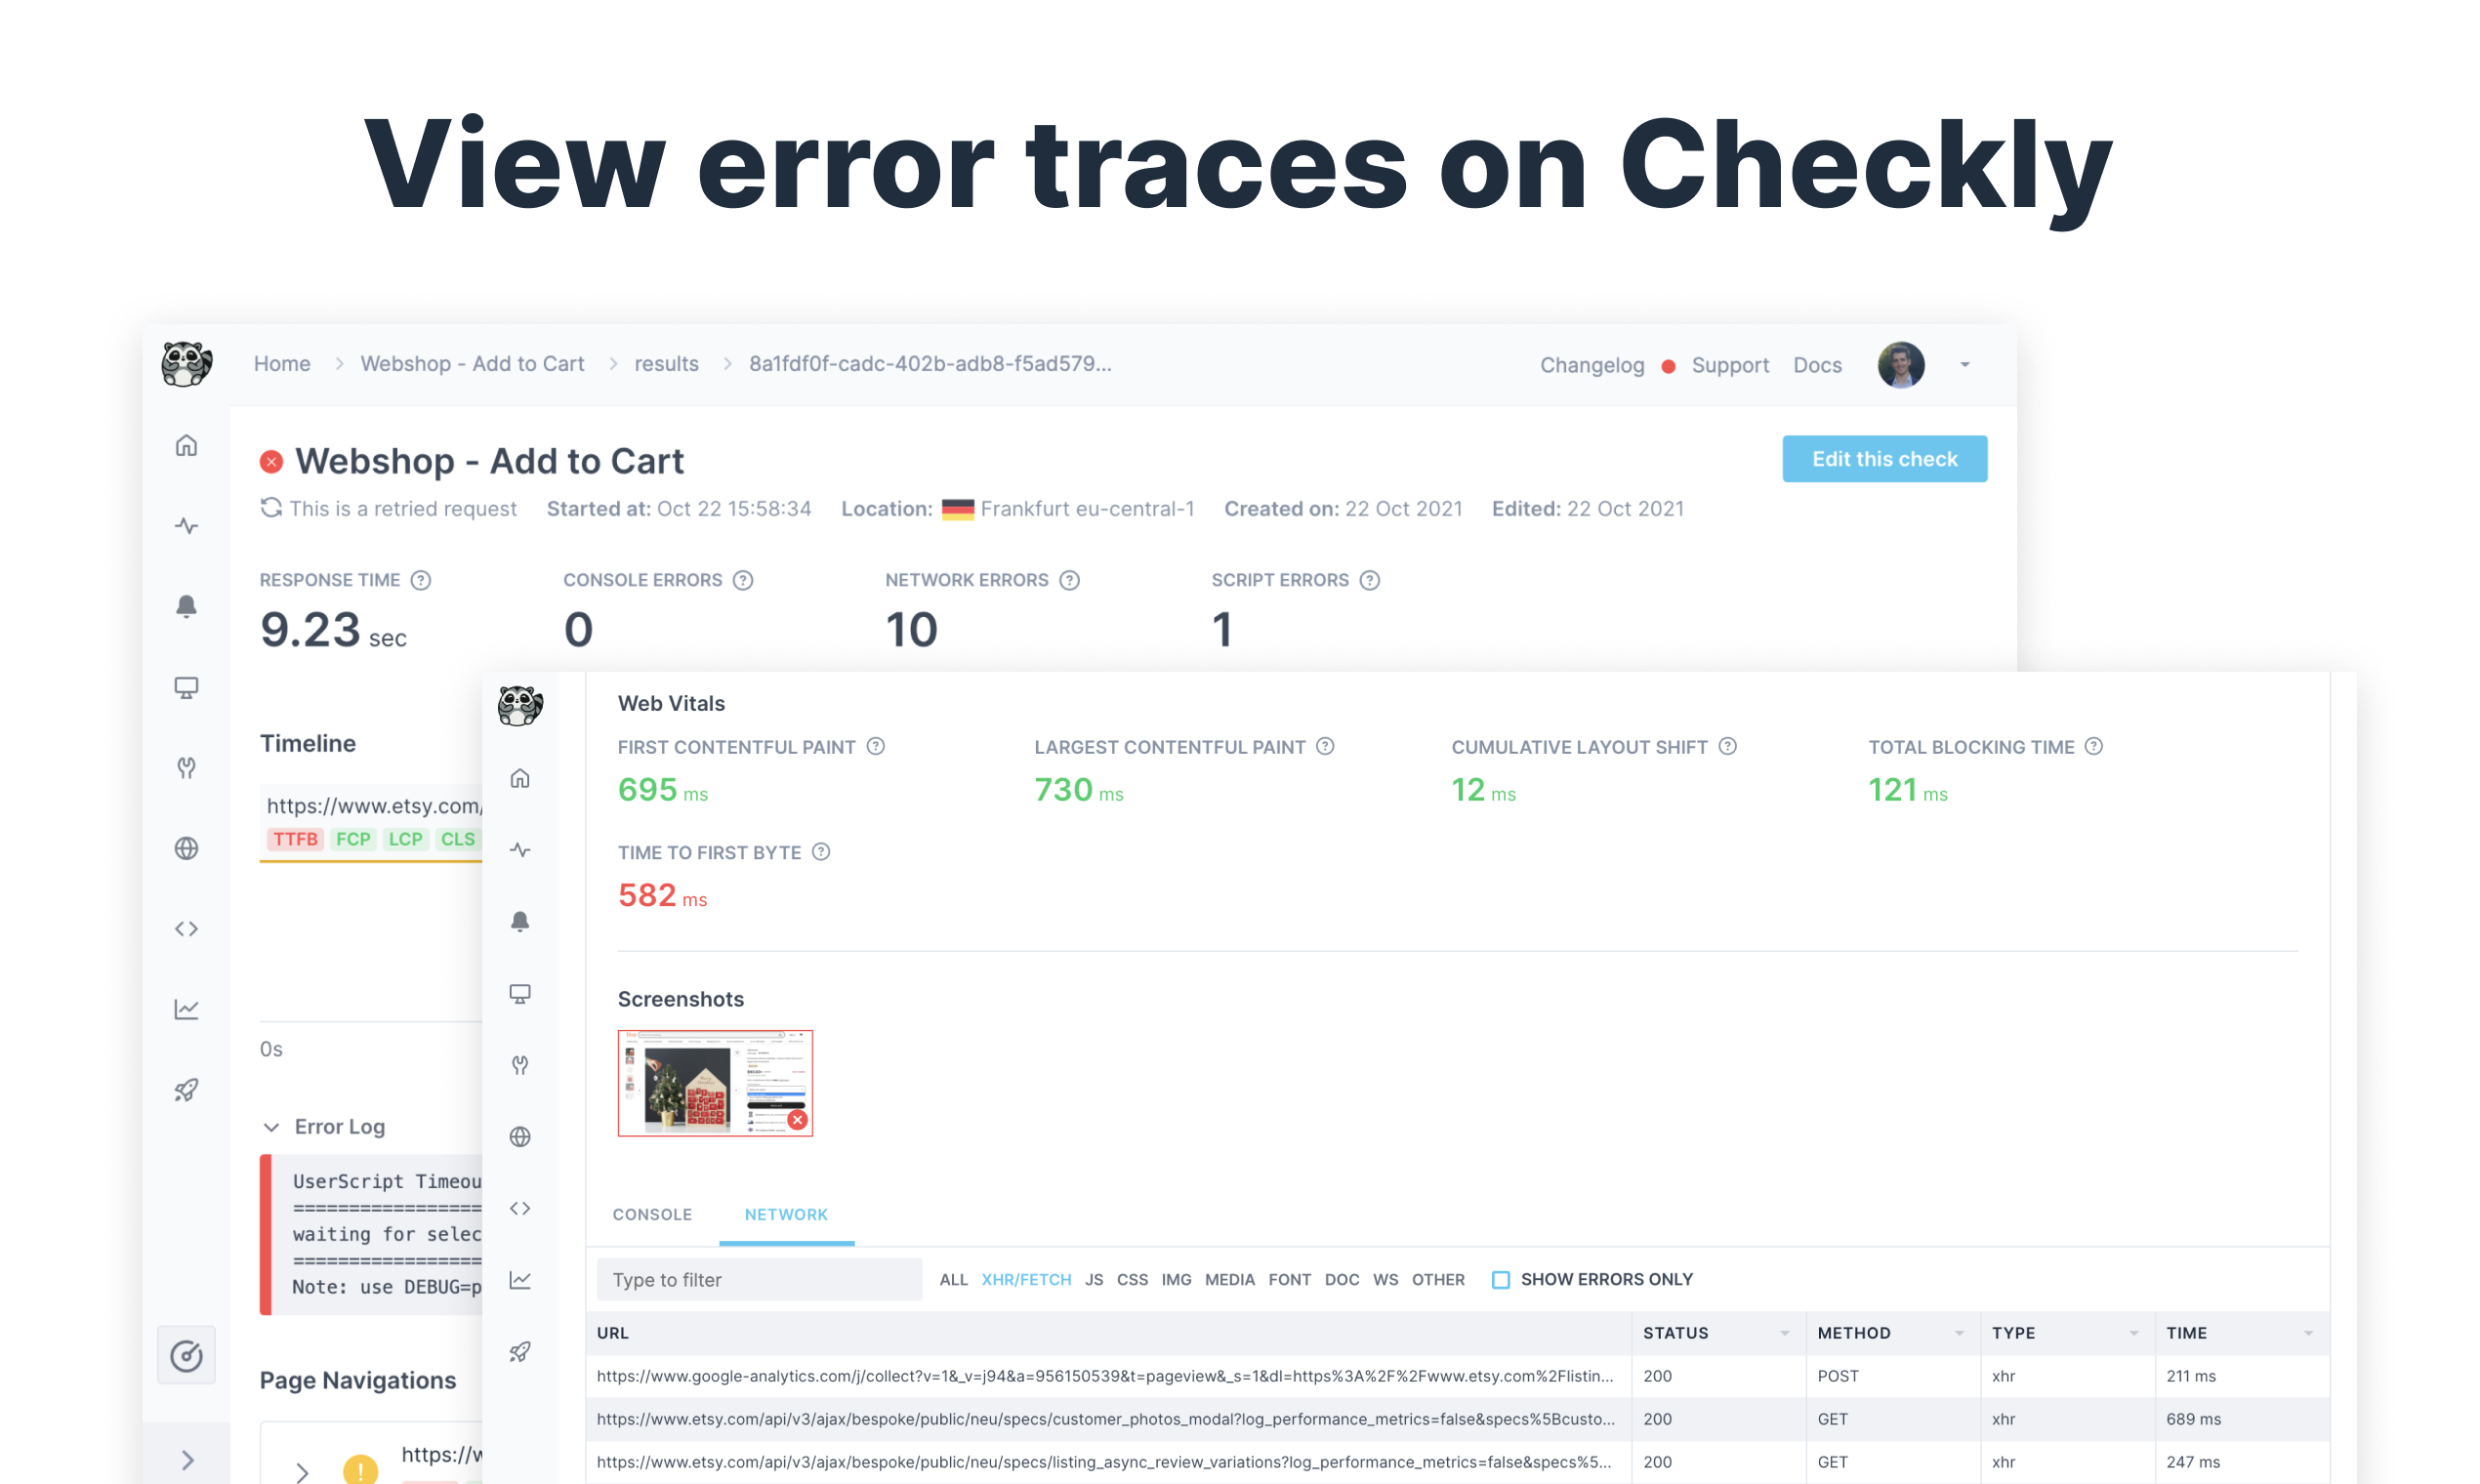 View error traces on Checkly
Home > Webshop - Add to Cart > results > 8a1fdf0f-cadc-402b-adb8-f5ad579...
Changelog Support Docs
Webshop - Add to Cart
Edit this check
This is a retried request Started at: Oct 22 15:58:34 Location: Frankfurt eu-central-1 Created on: 22 Oct 2021 Edited: 22 Oct 2021
RESPONSE TIME ? CONSOLE ERRORS ? NETWORK ERRORS ? SCRIPT ERRORS ?
9.23 sec 0 10 1
Timeline
https://www.etsy.com/
TTFB FCP LCP CLS
0s
Error Log
UserScript Timeou
==================
waiting for selec
==================
Note: use DEBUG=p
Page Navigations
https://w
Web Vitals
FIRST CONTENTFUL PAINT ? LARGEST CONTENTFUL PAINT ? CUMULATIVE LAYOUT SHIFT ? TOTAL BLOCKING TIME ?
695 ms 730 ms 12 ms 121 ms
TIME TO FIRST BYTE ?
582 ms
Screenshots
CONSOLE NETWORK
Type to filter ALL XHR/FETCH JS CSS IMG MEDIA FONT DOC WS OTHER SHOW ERRORS ONLY
URL STATUS METHOD TYPE TIME
https://www.google-analytics.com/j/collect?v=1&_v=j94&a=956150539&t=pageview&_s=1&dl=https%3A%2F%2Fwww.etsy.com%2Flistin... 200 POST xhr 211 ms
https://www.etsy.com/api/v3/ajax/bespoke/public/neu/specs/customer_photos_modal?log_performance_metrics=false&specs%5Bcusto... 200 GET xhr 689 ms
https://www.etsy.com/api/v3/ajax/bespoke/public/neu/specs/listing_async_review_variations?log_performance_metrics=false&specs%5... 200 GET xhr 247 ms